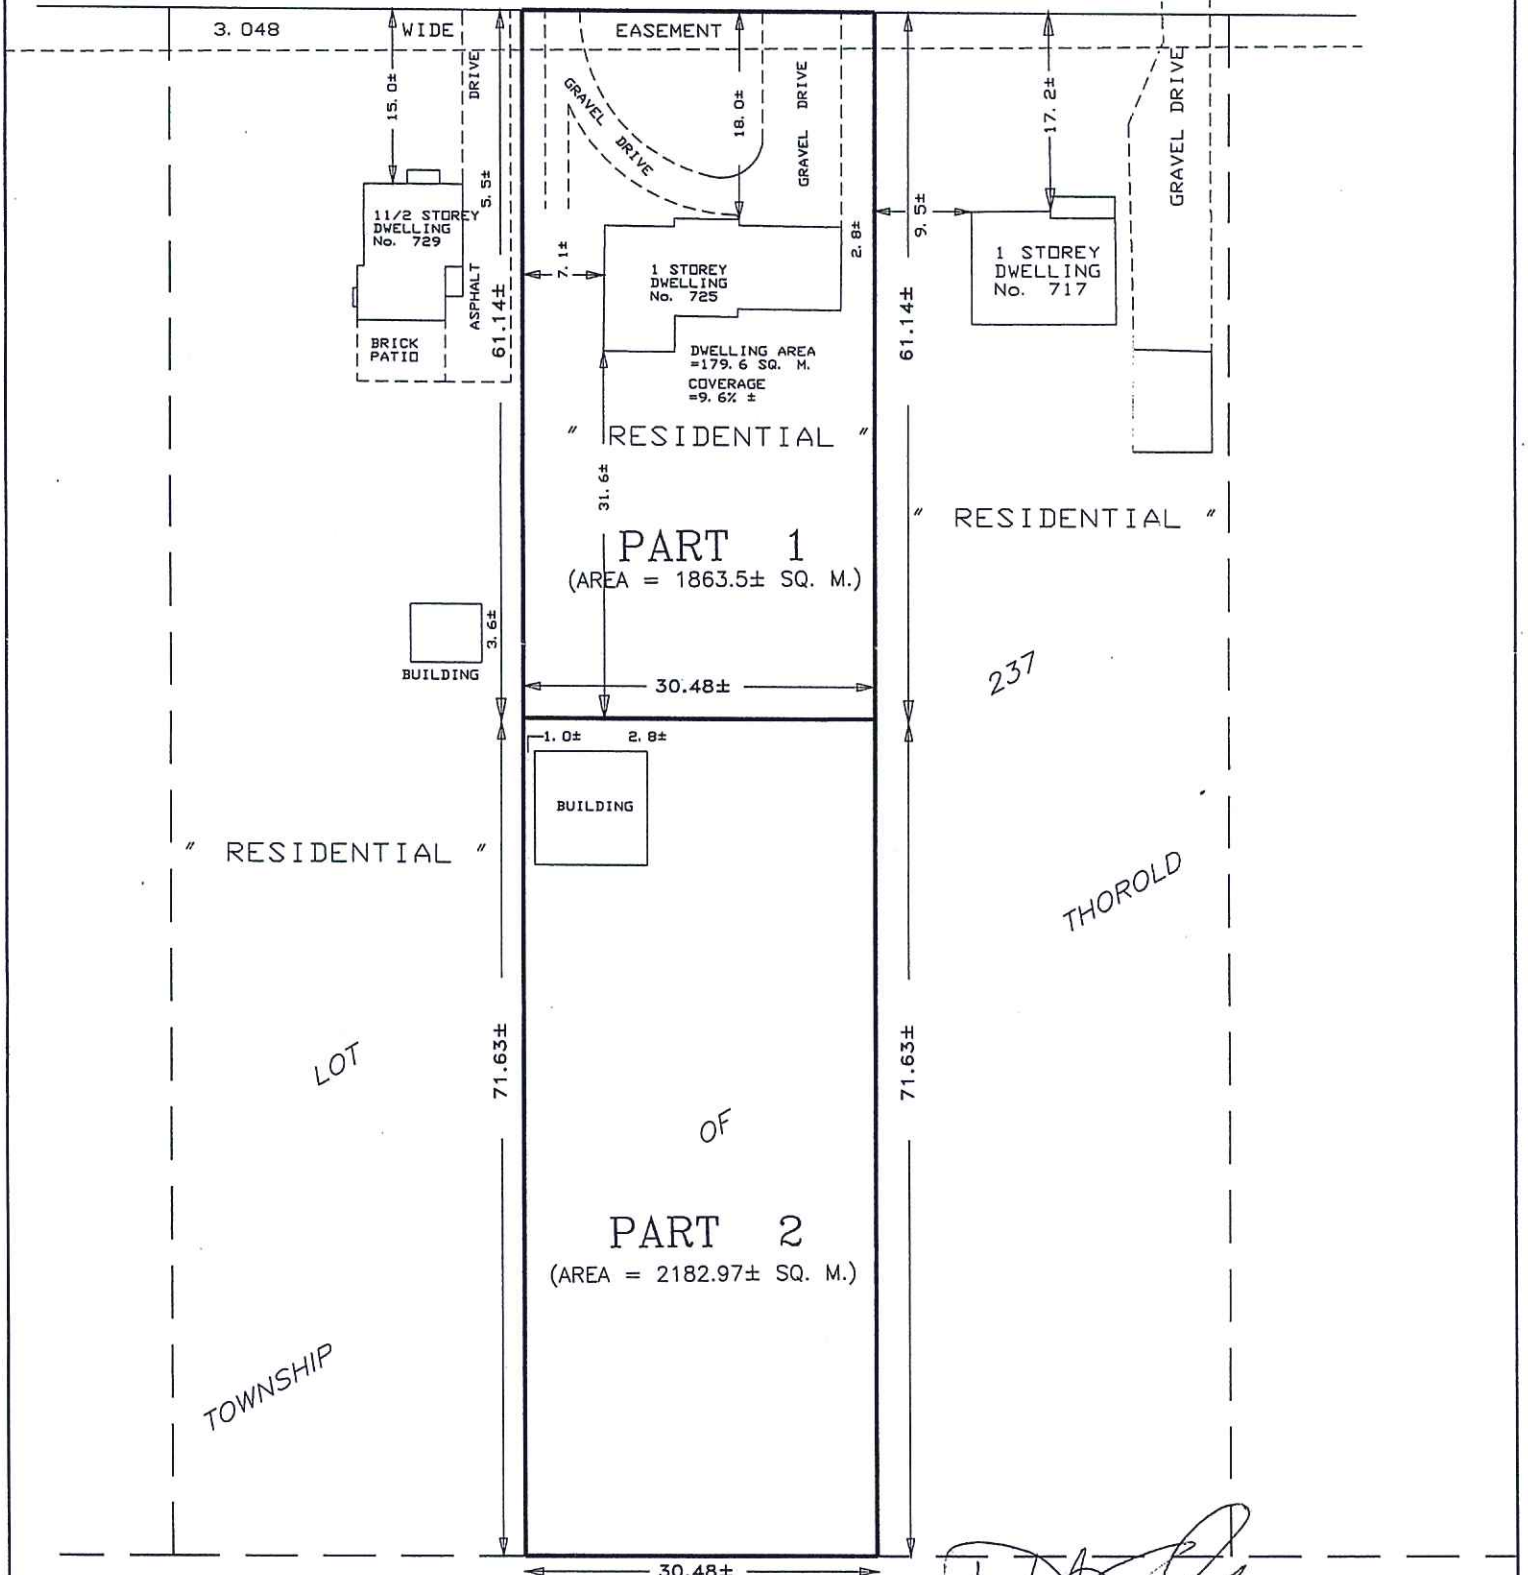 3. 048 WIDE EASEMENT
15. 0±
DRIVE
5. 5±
ASPHALT
61.14±
11/2 STOREY
DWELLING
No. 729
BRICK
PATIO
GRAVEL DRIVE
18. 0±
GRAVEL DRIVE
7. 1±
2. 8±
1 STOREY
DWELLING
No. 725
DWELLING AREA
=179. 6 SQ. M.
COVERAGE
=9. 6% ±
9. 5±
61.14±
17. 2±
GRAVEL DRIVE
1 STOREY
DWELLING
No. 717
" RESIDENTIAL "
31. 6±
" RESIDENTIAL "
PART 1
(AREA = 1863.5± SQ. M.)
3. 6±
BUILDING
30.48±
237
1. 0± 2. 8±
BUILDING
" RESIDENTIAL "
THOROLD
LOT
71.63±
71.63±
OF
PART 2
(AREA = 2182.97± SQ. M.)
TOWNSHIP
30.48±